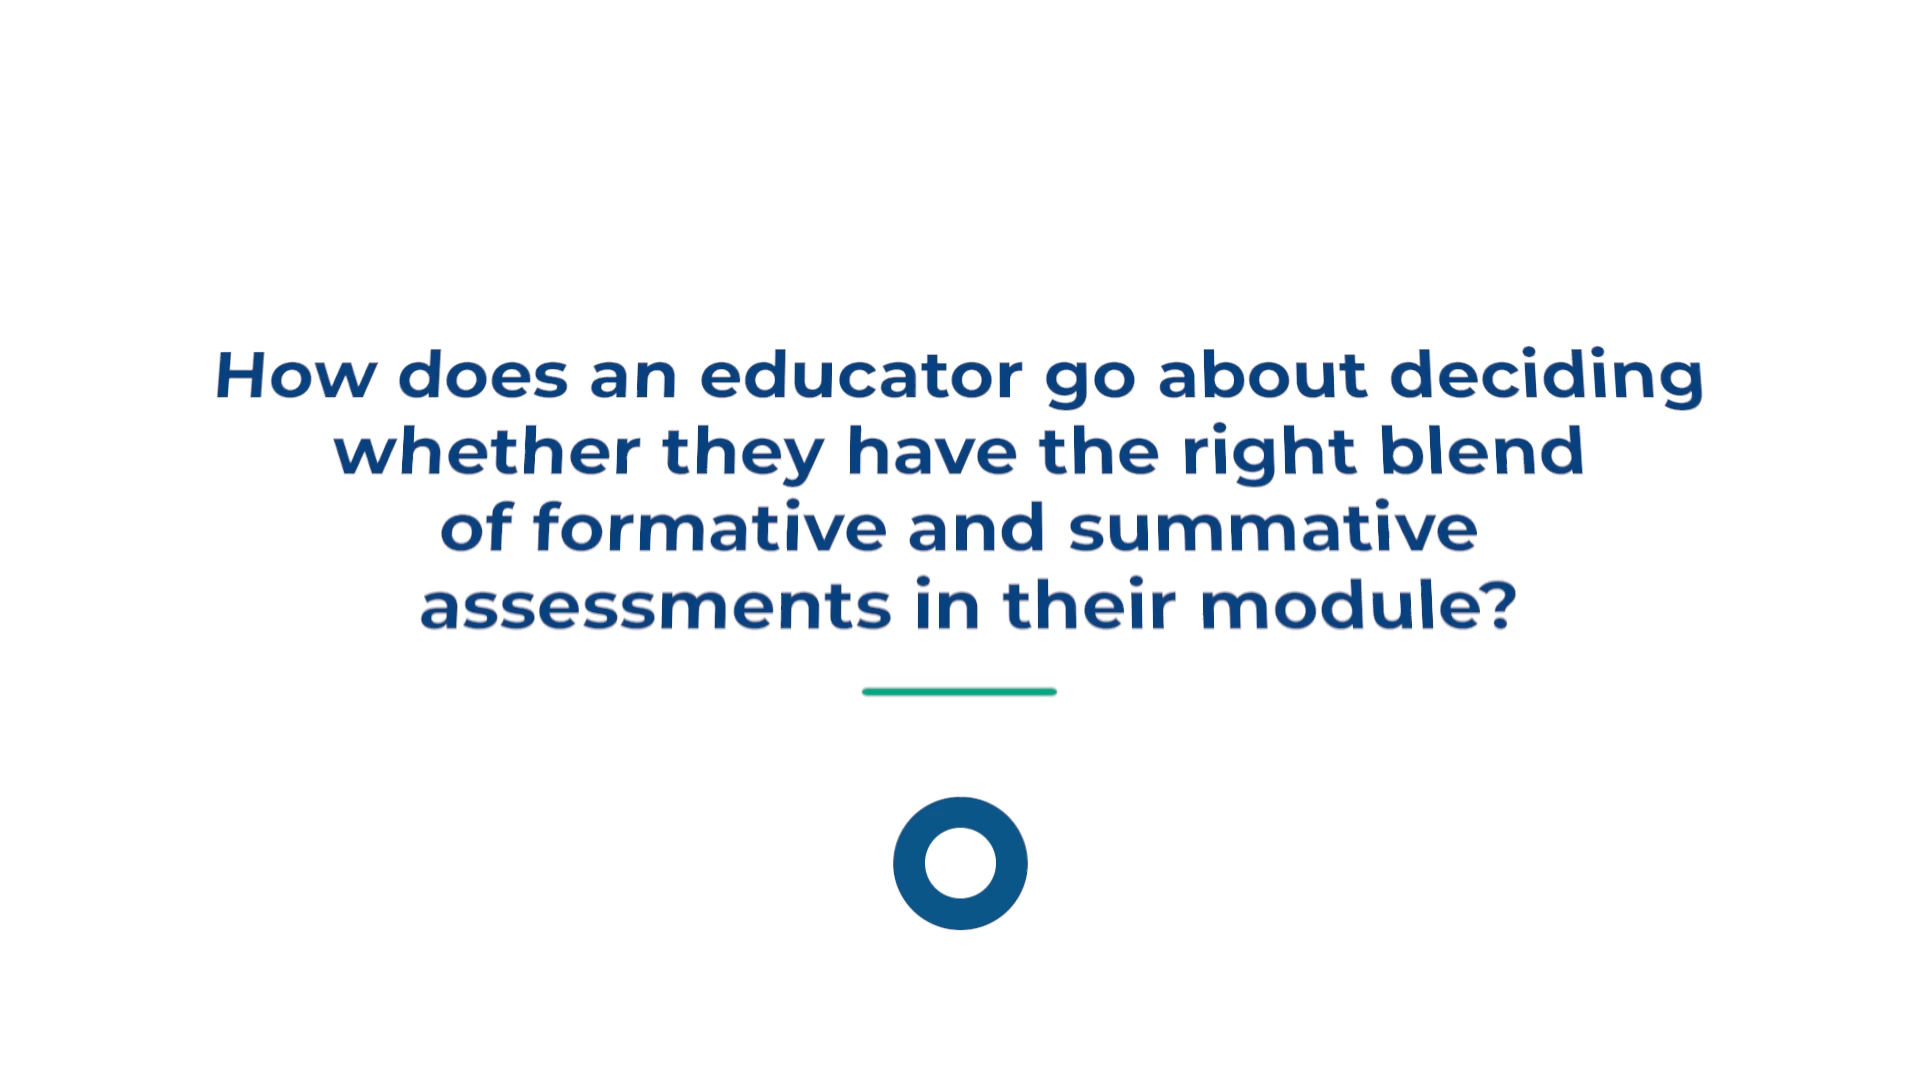 How does an educator go about deciding
whether they have the right blend
of formative and summative
assessments in their module?